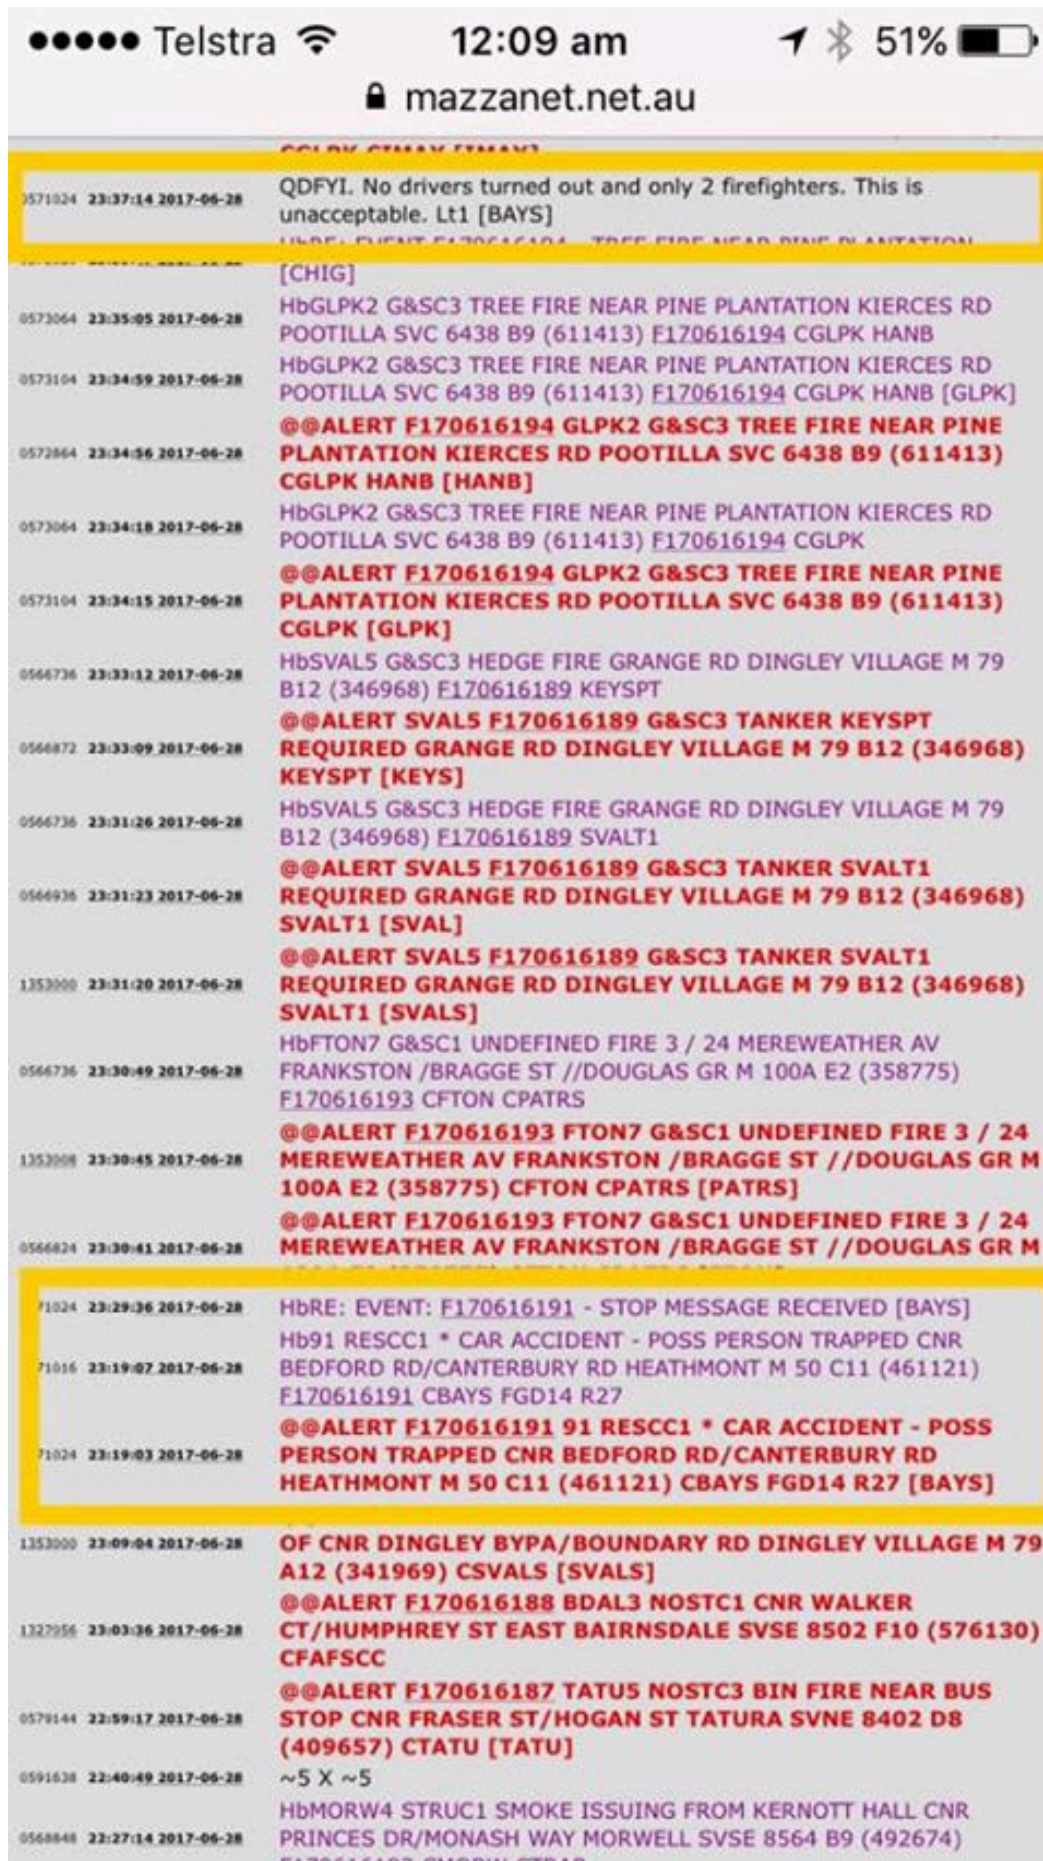 Telstra 12:09 am 51%
mazzanet.net.au
CGLPK CIMAX [IMAX]
0571024 23:37:14 2017-06-28 QDFYI. No drivers turned out and only 2 firefighters. This is
unacceptable. Lt1 [BAYS]
HbRE: EVENT F170616194 - TREE FIRE NEAR PINE PLANTATION
[CHIG]
0573064 23:35:05 2017-06-28 HbGLPK2 G&SC3 TREE FIRE NEAR PINE PLANTATION KIERCES RD
POOTILLA SVC 6438 B9 (611413) F170616194 CGLPK HANB
0573104 23:34:59 2017-06-28 HbGLPK2 G&SC3 TREE FIRE NEAR PINE PLANTATION KIERCES RD
POOTILLA SVC 6438 B9 (611413) F170616194 CGLPK HANB [GLPK]
@@ALERT F170616194 GLPK2 G&SC3 TREE FIRE NEAR PINE
0572864 23:34:56 2017-06-28 PLANTATION KIERCES RD POOTILLA SVC 6438 B9 (611413)
CGLPK HANB [HANB]
0573064 23:34:18 2017-06-28 HbGLPK2 G&SC3 TREE FIRE NEAR PINE PLANTATION KIERCES RD
POOTILLA SVC 6438 B9 (611413) F170616194 CGLPK
@@ALERT F170616194 GLPK2 G&SC3 TREE FIRE NEAR PINE
0573104 23:34:15 2017-06-28 PLANTATION KIERCES RD POOTILLA SVC 6438 B9 (611413)
CGLPK [GLPK]
0566736 23:33:12 2017-06-28 HbSVAL5 G&SC3 HEDGE FIRE GRANGE RD DINGLEY VILLAGE M 79
B12 (346968) F170616189 KEYSPT
@@ALERT SVAL5 F170616189 G&SC3 TANKER KEYSPT
0566872 23:33:09 2017-06-28 REQUIRED GRANGE RD DINGLEY VILLAGE M 79 B12 (346968)
KEYSPT [KEYS]
0566736 23:31:26 2017-06-28 HbSVAL5 G&SC3 HEDGE FIRE GRANGE RD DINGLEY VILLAGE M 79
B12 (346968) F170616189 SVALT1
@@ALERT SVAL5 F170616189 G&SC3 TANKER SVALT1
0566936 23:31:23 2017-06-28 REQUIRED GRANGE RD DINGLEY VILLAGE M 79 B12 (346968)
SVALT1 [SVAL]
@@ALERT SVAL5 F170616189 G&SC3 TANKER SVALT1
1353000 23:31:20 2017-06-28 REQUIRED GRANGE RD DINGLEY VILLAGE M 79 B12 (346968)
SVALT1 [SVALS]
HbFTON7 G&SC1 UNDEFINED FIRE 3 / 24 MEREWEATHER AV
0566736 23:30:49 2017-06-28 FRANKSTON /BRAGGE ST //DOUGLAS GR M 100A E2 (358775)
F170616193 CFTON CPATRS
@@ALERT F170616193 FTON7 G&SC1 UNDEFINED FIRE 3 / 24
1353008 23:30:45 2017-06-28 MEREWEATHER AV FRANKSTON /BRAGGE ST //DOUGLAS GR M
100A E2 (358775) CFTON CPATRS [PATRS]
@@ALERT F170616193 FTON7 G&SC1 UNDEFINED FIRE 3 / 24
0566824 23:30:41 2017-06-28 MEREWEATHER AV FRANKSTON /BRAGGE ST //DOUGLAS GR M
71024 23:29:36 2017-06-28 HbRE: EVENT: F170616191 - STOP MESSAGE RECEIVED [BAYS]
Hb91 RESCC1 * CAR ACCIDENT - POSS PERSON TRAPPED CNR
71016 23:19:07 2017-06-28 BEDFORD RD/CANTERBURY RD HEATHMONT M 50 C11 (461121)
F170616191 CBAYS FGD14 R27
@@ALERT F170616191 91 RESCC1 * CAR ACCIDENT - POSS
71024 23:19:03 2017-06-28 PERSON TRAPPED CNR BEDFORD RD/CANTERBURY RD
HEATHMONT M 50 C11 (461121) CBAYS FGD14 R27 [BAYS]
1353000 23:09:04 2017-06-28 OF CNR DINGLEY BYPA/BOUNDARY RD DINGLEY VILLAGE M 79
A12 (341969) CSVALS [SVALS]
@@ALERT F170616188 BDAL3 NOSTC1 CNR WALKER
1327956 23:03:36 2017-06-28 CT/HUMPHREY ST EAST BAIRNSDALE SVSE 8502 F10 (576130)
CFAFSCC
@@ALERT F170616187 TATU5 NOSTC3 BIN FIRE NEAR BUS
0579144 22:59:17 2017-06-28 STOP CNR FRASER ST/HOGAN ST TATURA SVNE 8402 D8
(409657) CTATU [TATU]
0591638 22:40:49 2017-06-28 ~5 X ~5
HbMORW4 STRUC1 SMOKE ISSUING FROM KERNOTT HALL CNR
0568848 22:27:14 2017-06-28 PRINCES DR/MONASH WAY MORWELL SVSE 8564 B9 (492674)